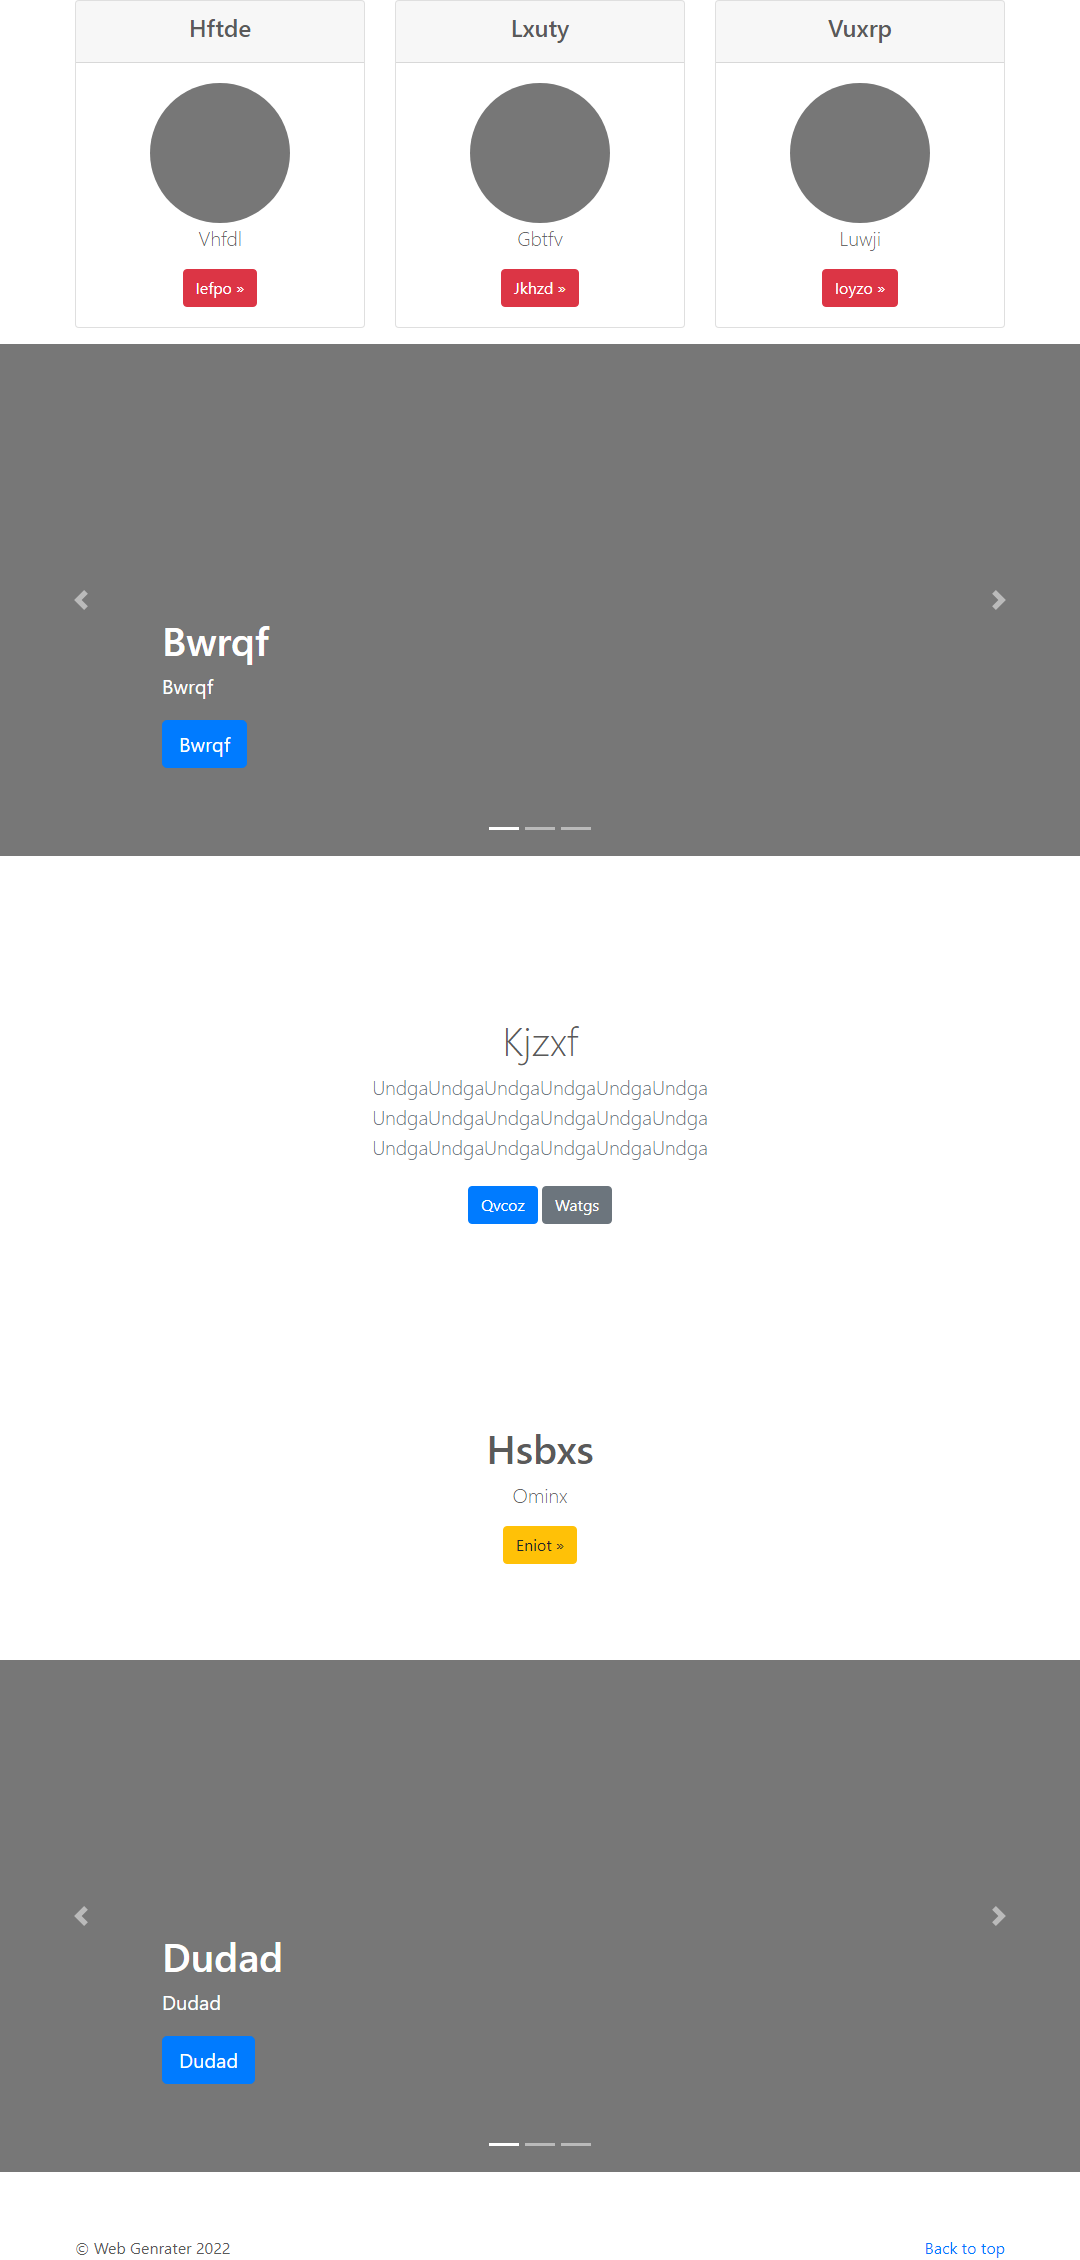 Hftde
Lxuty
Vuxrp
Vhfdl
Gbtfv
Luwji
Iefpo »
Jkhzd »
Ioyzo »
Bwrqf
Bwrqf
Bwrqf
Kjzxf
UndgaUndgaUndgaUndgaUndgaUndga
UndgaUndgaUndgaUndgaUndgaUndga
UndgaUndgaUndgaUndgaUndgaUndga
Qvcoz
Watgs
Hsbxs
Ominx
Eniot »
Dudad
Dudad
Dudad
© Web Genrater 2022
Back to top